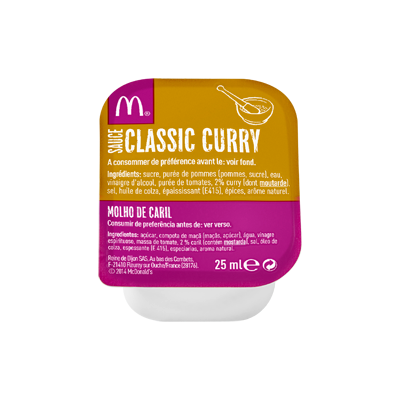 M®
SAUCE
CLASSIC CURRY
A consommer de préférence avant le: voir fond.
Ingrédients: sucre, purée de pommes (pommes, sucre), eau,
vinaigre d'alcool, purée de tomates, 2% curry (dont moutarde),
sel, huile de colza, épaississant (E415), épices, arôme naturel.
MOLHO DE CARIL
Consumir de preferência antes de: ver verso.
Ingredientes: açúcar, compota de maçã (mação, açúcar), água, vinagre
espirituoso, massa de tomate, 2 % caril (contém mostarda), sal, óleo de
colza, espessante (E 415), especiarias, aroma natural.
Reine de Dijon SAS, Au bas des Combets,
F-21410 Fleurey sur Ouche/France (28176).
© 2014 McDonald's
25 ml e